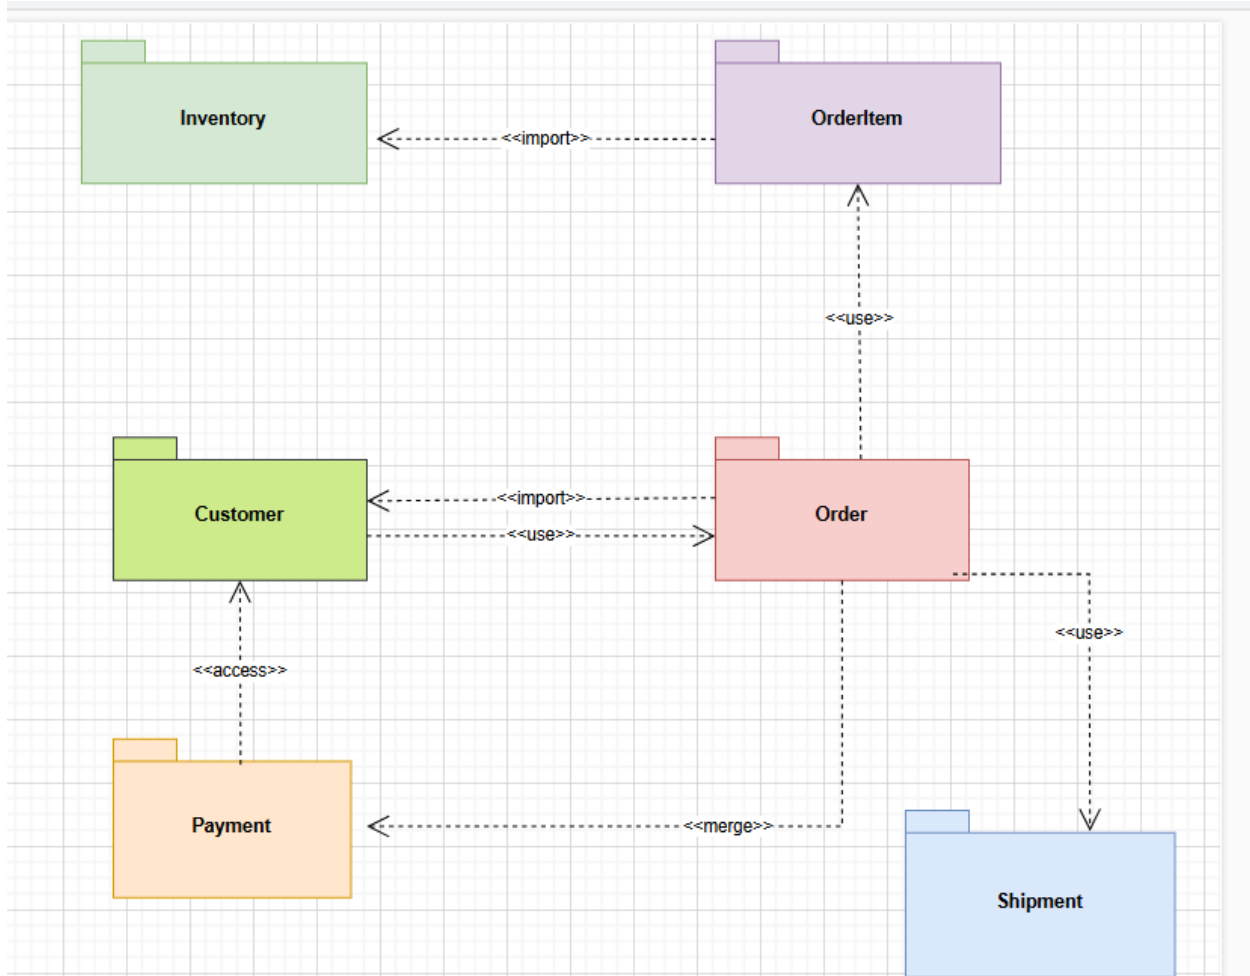 Inventory
<<import>>
OrderItem
<<use>>
Customer
<<import>>
<<use>>
Order
<<access>>
<<use>>
Payment
<<merge>>
Shipment